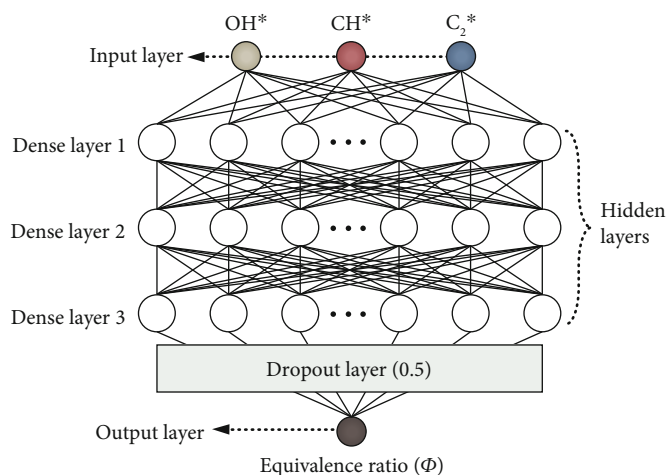 OH* CH* C₂*
Input layer
Dense layer 1
Dense layer 2
Hidden
layers
Dense layer 3
Dropout layer (0.5)
Output layer
Equivalence ratio (Φ)